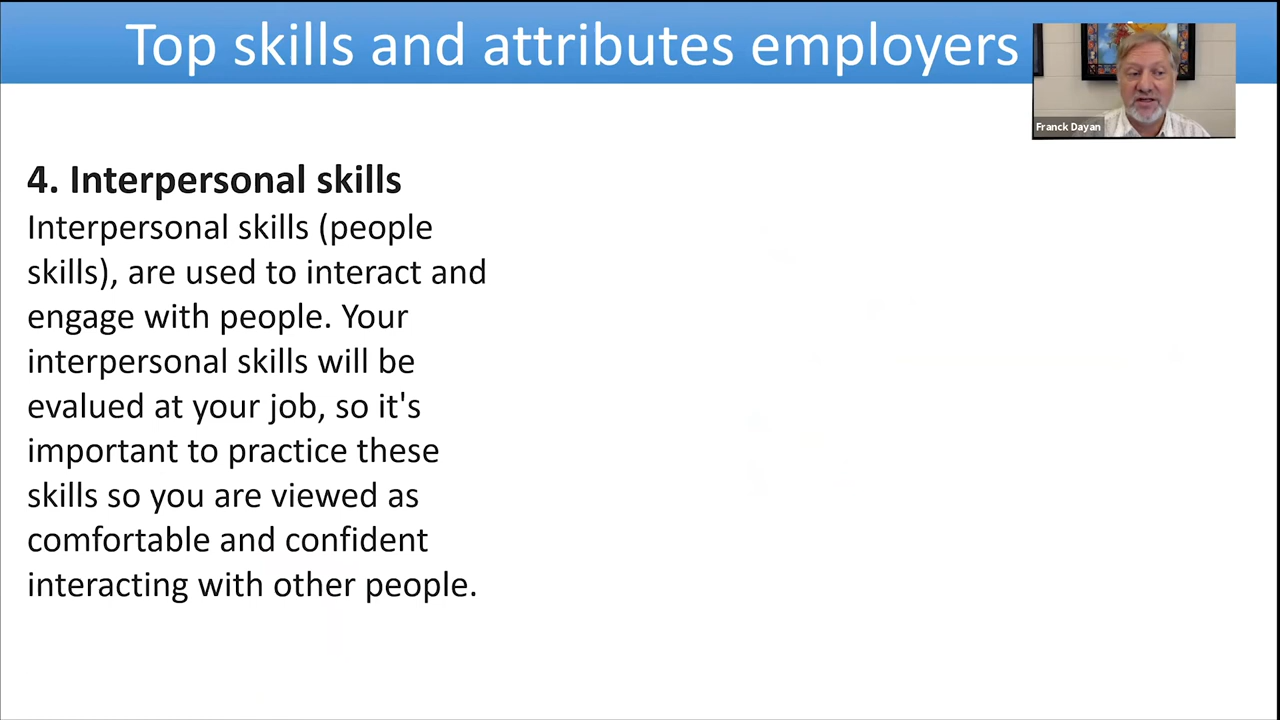 Top skills and attributes employers
Franck Dayan
4. Interpersonal skills
Interpersonal skills (people
skills), are used to interact and
engage with people. Your
interpersonal skills will be
evalued at your job, so it's
important to practice these
skills so you are viewed as
comfortable and confident
interacting with other people.